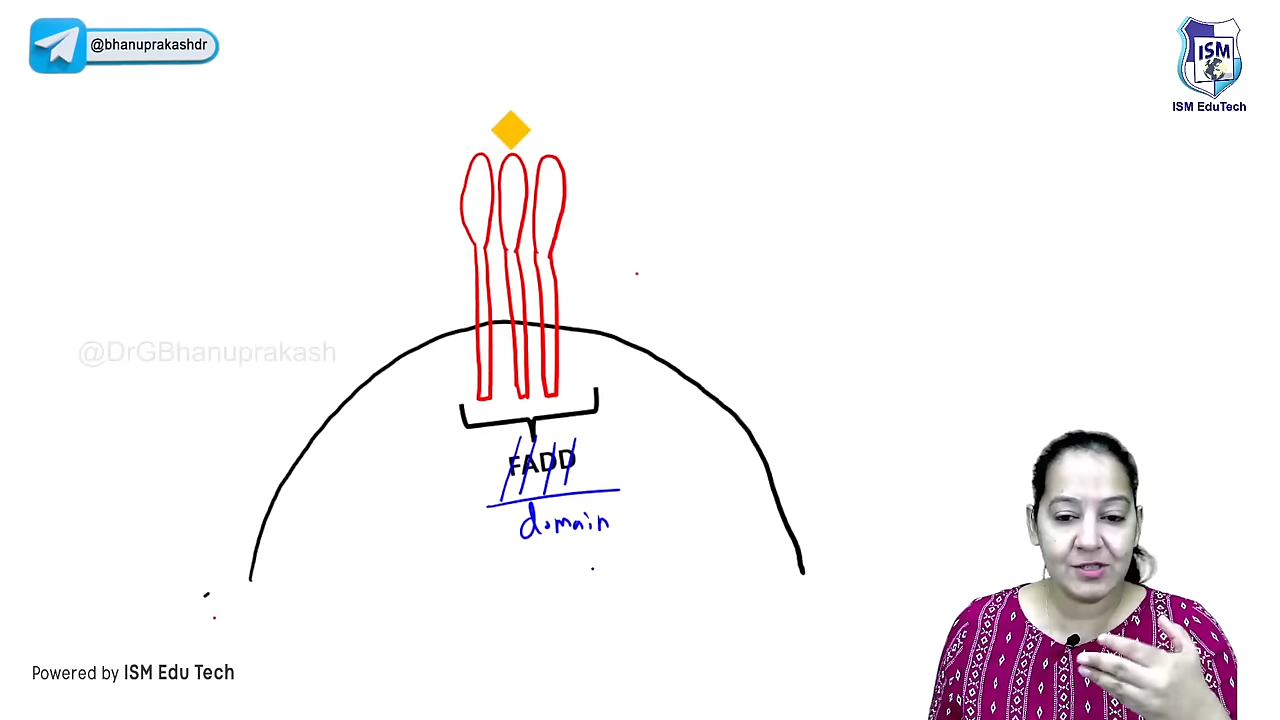 @bhanuprakashdr
ISM
ISM EduTech
@DrGBhanuprakash
FADD
domain
Powered by ISM Edu Tech